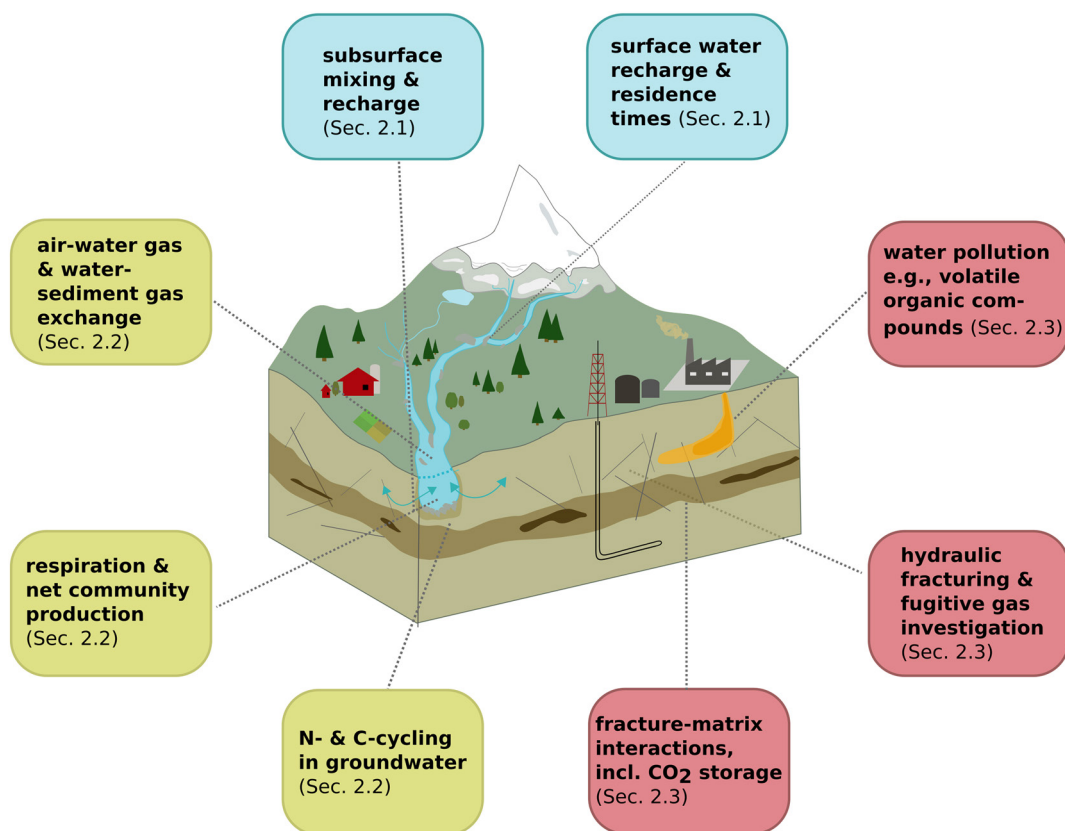 subsurface
mixing &
recharge
(Sec. 2.1)
surface water
recharge &
residence
times (Sec. 2.1)
air-water gas
& water-
sediment gas
exchange
(Sec. 2.2)
water pollution
e.g., volatile
organic com-
pounds (Sec. 2.3)
respiration &
net community
production
(Sec. 2.2)
hydraulic
fracturing &
fugitive gas
investigation
(Sec. 2.3)
N- & C-cycling
in groundwater
(Sec. 2.2)
fracture-matrix
interactions,
incl. CO2 storage
(Sec. 2.3)